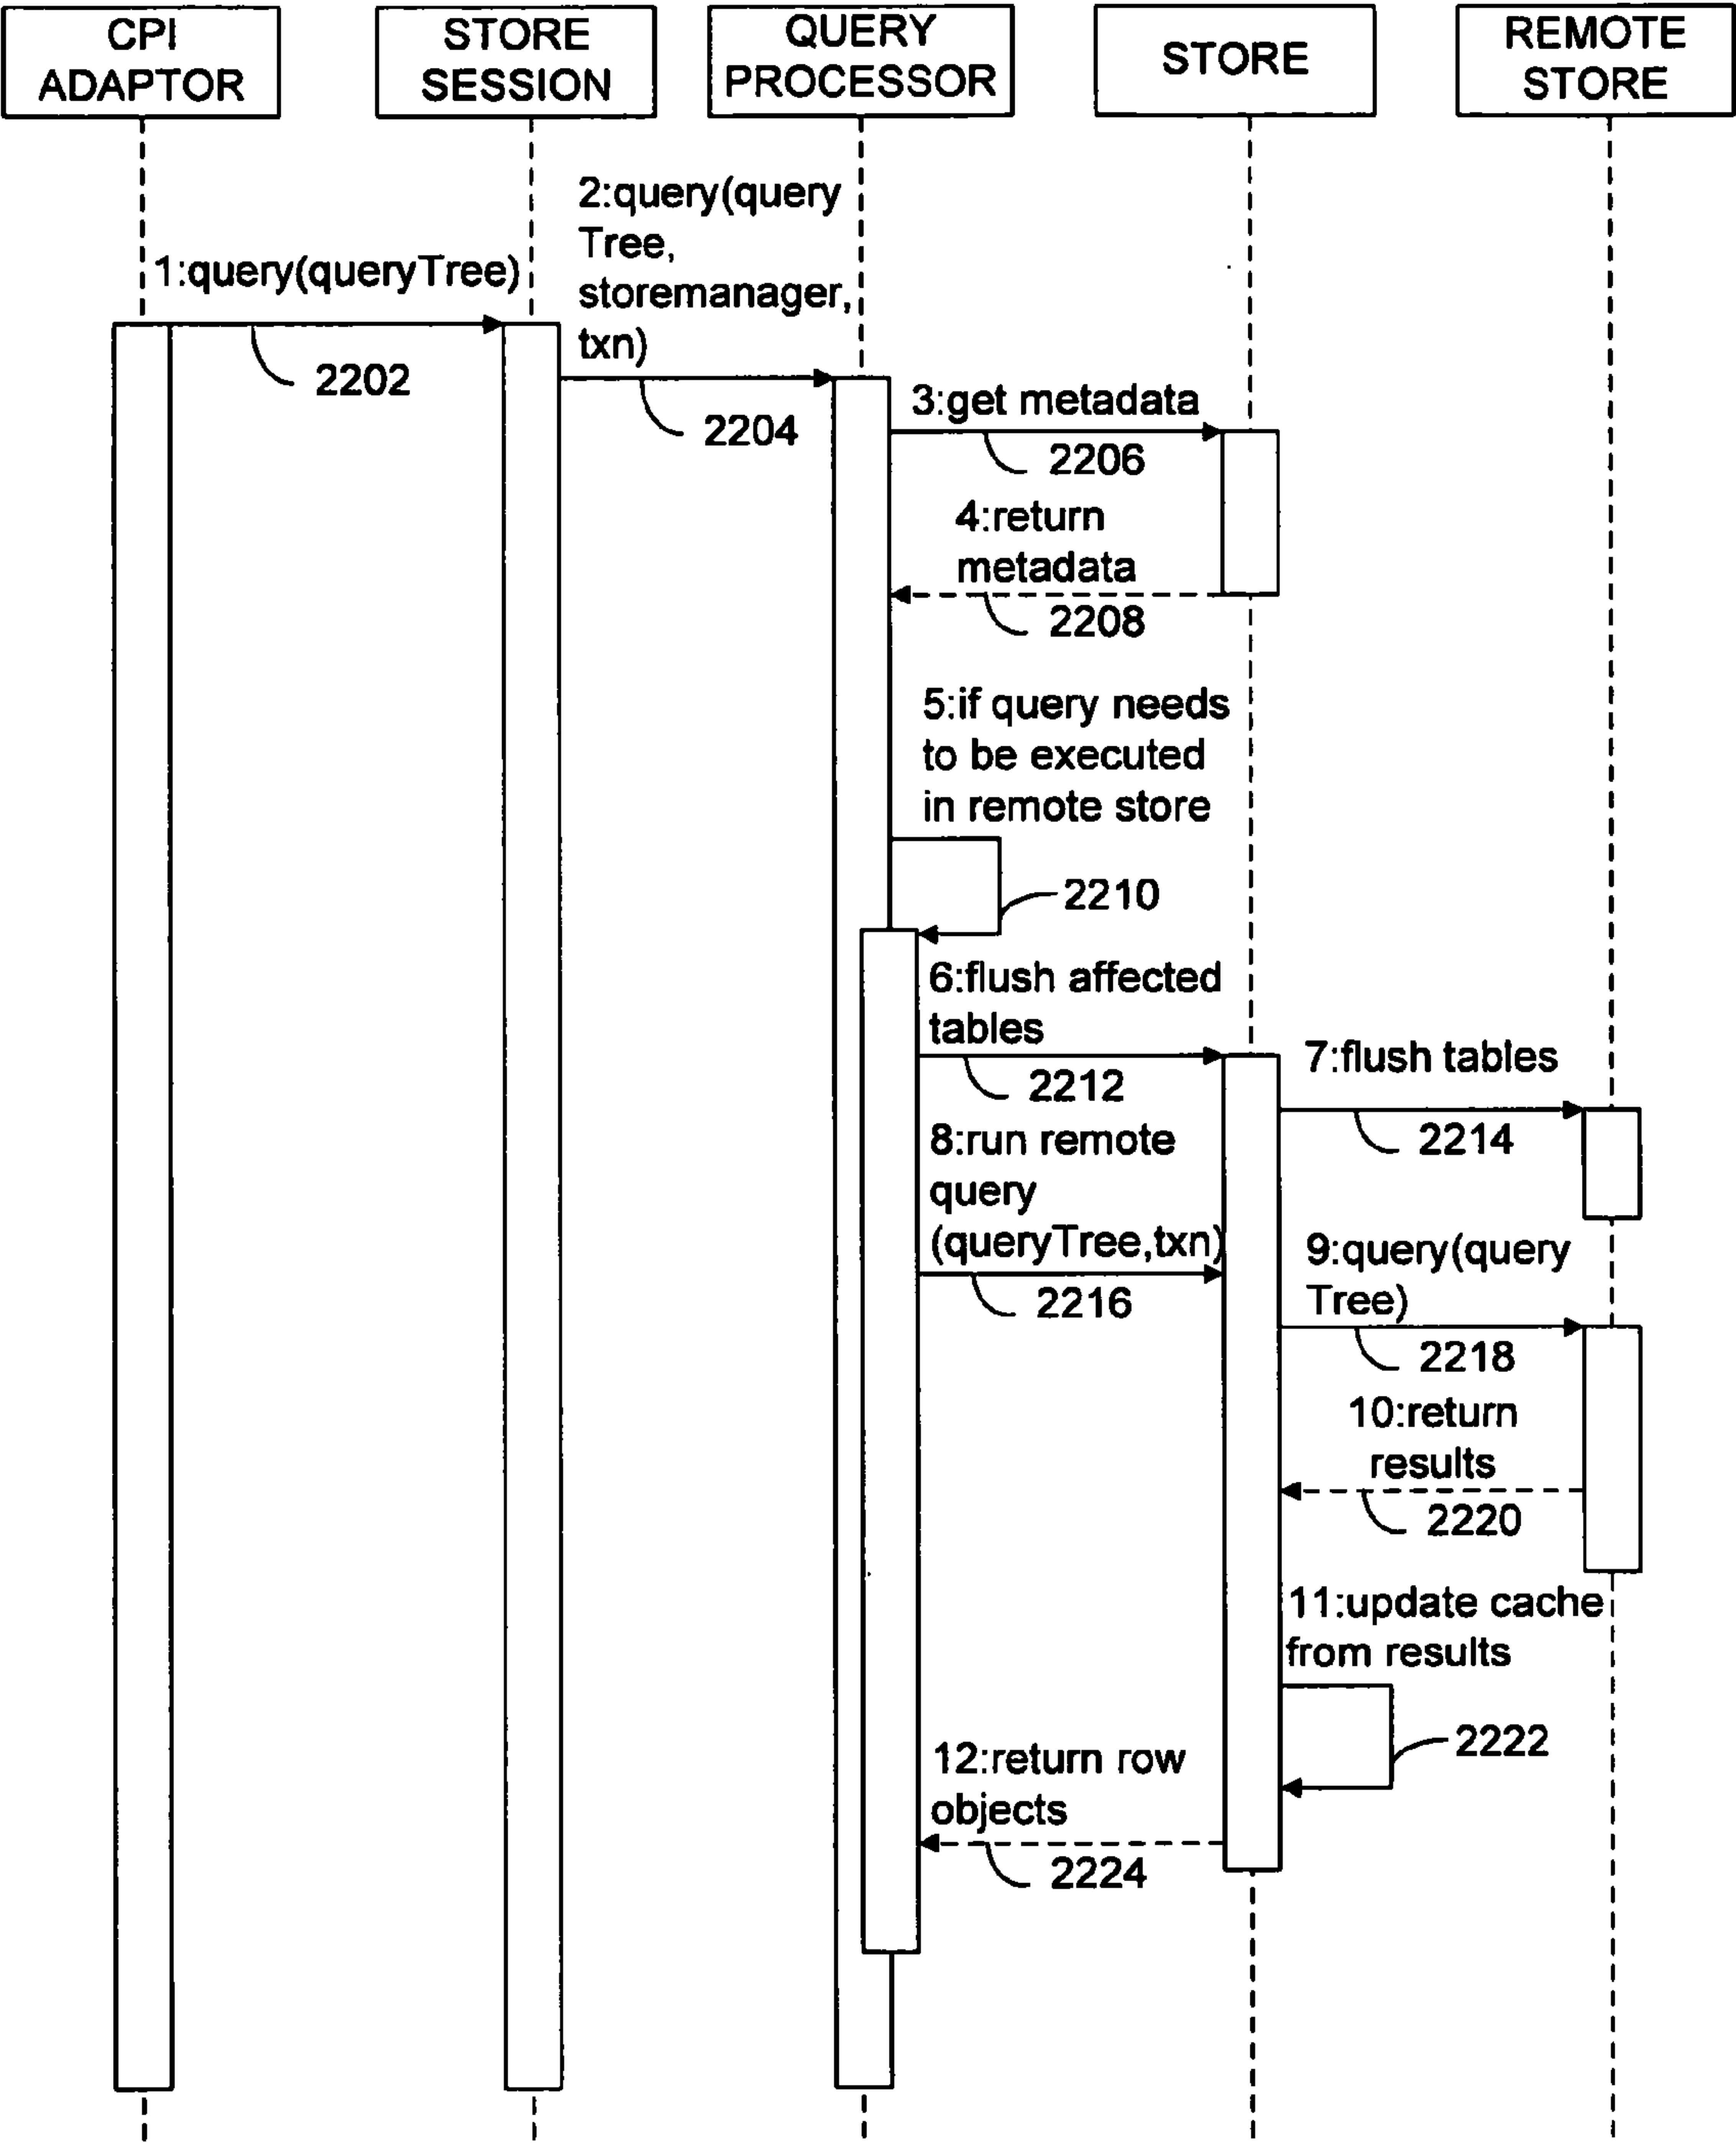 CPI
ADAPTOR
STORE
SESSION
QUERY
PROCESSOR
STORE
REMOTE
STORE
1:query(queryTree)
2202
2:query(query
Tree,
storemanager,
txn)
2204
3:get metadata
2206
4:return
metadata
2208
5:if query needs
to be executed
in remote store
2210
6:flush affected
tables
2212
7:flush tables
2214
8:run remote
query
(queryTree,txn)
2216
9:query(query
Tree)
2218
10:return
results
2220
11:update cache
from results
2222
12:return row
objects
2224